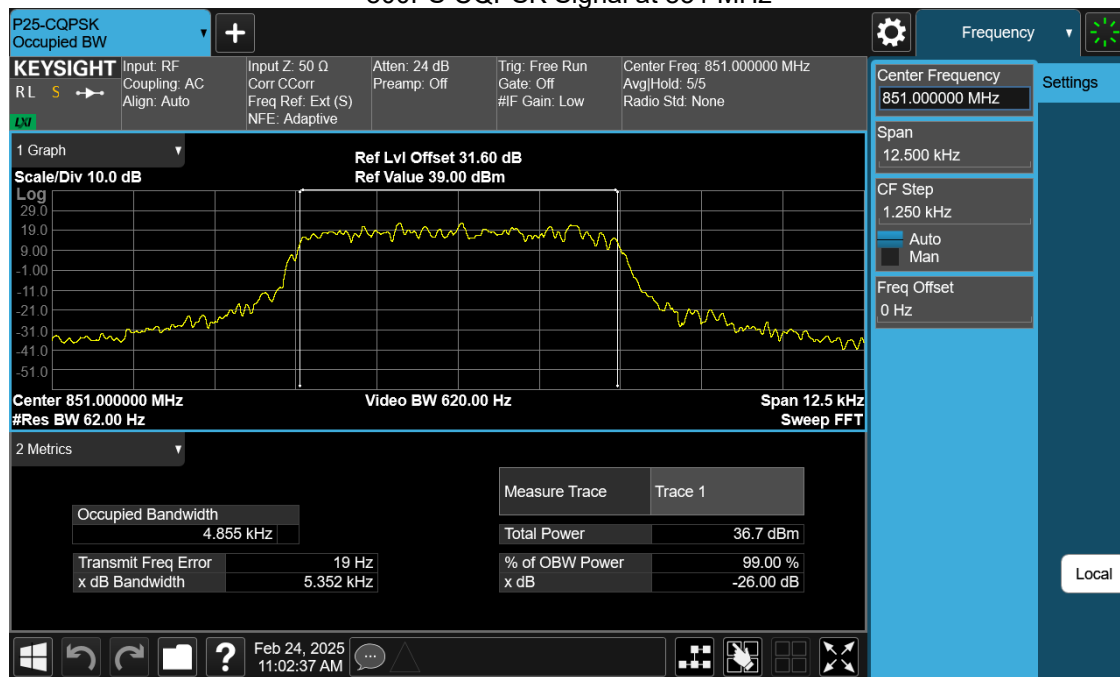 P25-CQPSK
Occupied BW
Frequency
KEYSIGHT
RL S
LXI
Input: RF
Coupling: AC
Align: Auto
Input Z: 50 Ω
Corr CCorr
Freq Ref: Ext (S)
NFE: Adaptive
Atten: 24 dB
Preamp: Off
Trig: Free Run
Gate: Off
#IF Gain: Low
Center Freq: 851.000000 MHz
Avg|Hold: 5/5
Radio Std: None
1 Graph
Scale/Div 10.0 dB
Ref Lvl Offset 31.60 dB
Ref Value 39.00 dBm
Log
29.0
19.0
9.00
-1.00
-11.0
-21.0
-31.0
-41.0
-51.0
Center 851.000000 MHz
#Res BW 62.00 Hz
Video BW 620.00 Hz
Span 12.5 kHz
Sweep FFT
2 Metrics
Occupied Bandwidth
4.855 kHz
Transmit Freq Error 19 Hz
x dB Bandwidth 5.352 kHz
Measure Trace Trace 1
Total Power 36.7 dBm
% of OBW Power 99.00 %
x dB -26.00 dB
Center Frequency
851.000000 MHz
Span
12.500 kHz
CF Step
1.250 kHz
Auto
Man
Freq Offset
0 Hz
Settings
Local
?
Feb 24, 2025
11:02:37 AM